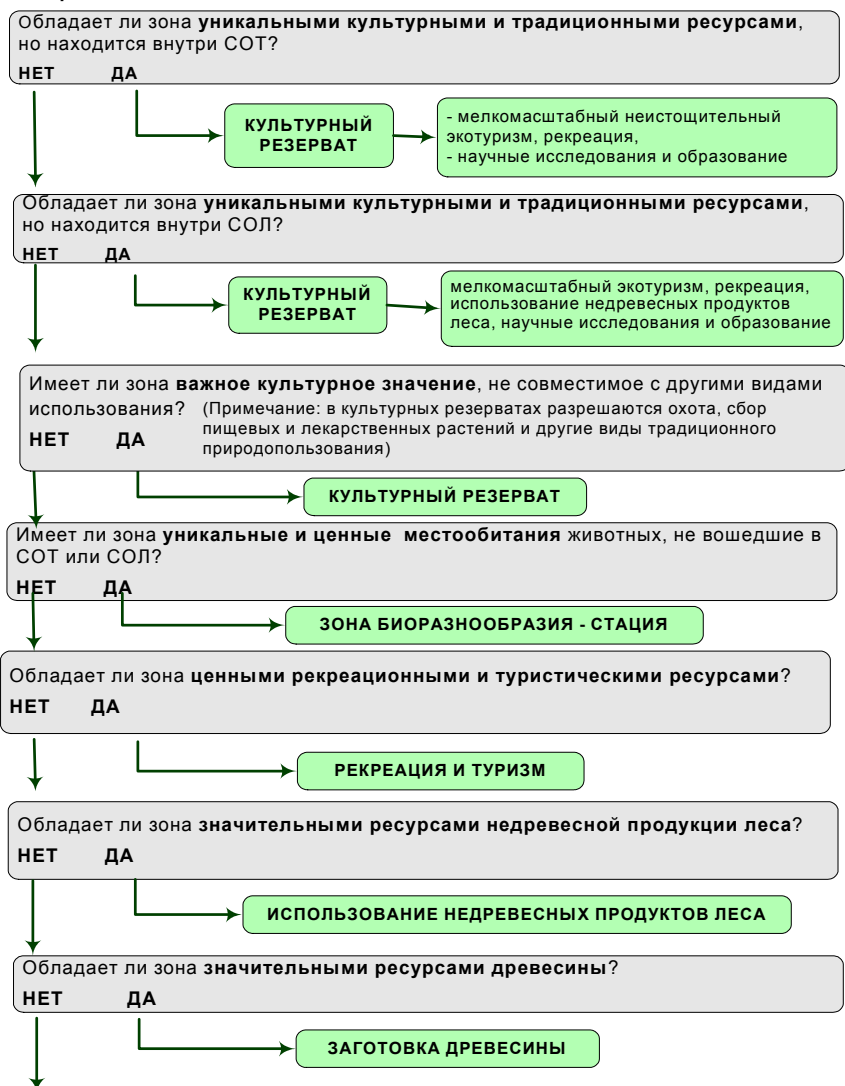 Обладает ли зона уникальными культурными и традиционными ресурсами,
но находится внутри СОТ?
НЕТ ДА
КУЛЬТУРНЫЙ
РЕЗЕРВАТ
- мелкомасштабный неистощительный
экотуризм, рекреация,
- научные исследования и образование
Обладает ли зона уникальными культурными и традиционными ресурсами,
но находится внутри СОЛ?
НЕТ ДА
КУЛЬТУРНЫЙ
РЕЗЕРВАТ
мелкомасштабный экотуризм, рекреация,
использование недревесных продуктов
леса, научные исследования и образование
Имеет ли зона важное культурное значение, не совместимое с другими видами
использования? (Примечание: в культурных резерватах разрешаются охота, сбор
пищевых и лекарственных растений и другие виды традиционного
природопользования)
НЕТ ДА
КУЛЬТУРНЫЙ РЕЗЕРВАТ
Имеет ли зона уникальные и ценные местообитания животных, не вошедшие в
СОТ или СОЛ?
НЕТ ДА
ЗОНА БИОРАЗНООБРАЗИЯ - СТАЦИЯ
Обладает ли зона ценными рекреационными и туристическими ресурсами?
НЕТ ДА
РЕКРЕАЦИЯ И ТУРИЗМ
Обладает ли зона значительными ресурсами недревесной продукции леса?
НЕТ ДА
ИСПОЛЬЗОВАНИЕ НЕДРЕВЕСНЫХ ПРОДУКТОВ ЛЕСА
Обладает ли зона значительными ресурсами древесины?
НЕТ ДА
ЗАГОТОВКА ДРЕВЕСИНЫ